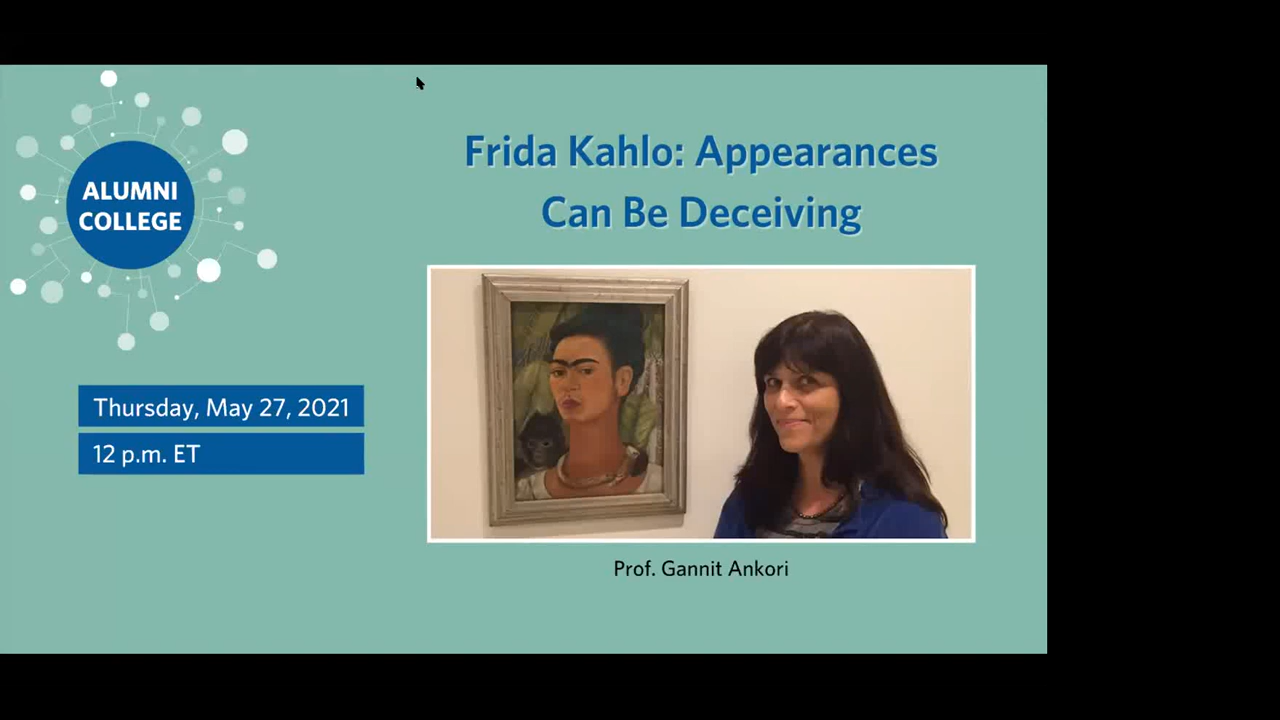 ALUMNI
COLLEGE
Frida Kahlo: Appearances
Can Be Deceiving
Thursday, May 27, 2021
12 p.m. ET
Prof. Gannit Ankori